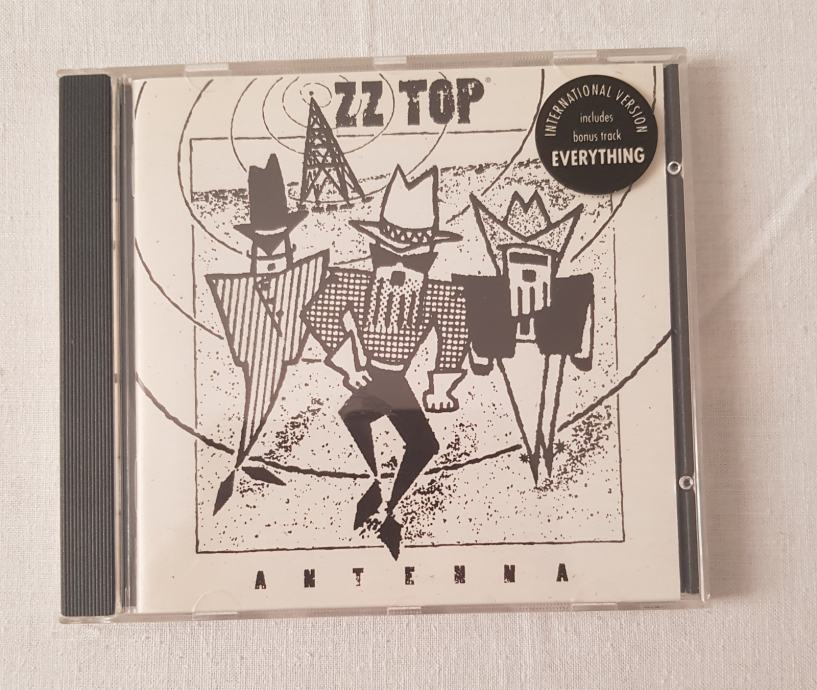 ZZ TOP®
INTERNATIONAL VERSION
includes
bonus track
EVERYTHING
ANTENNA